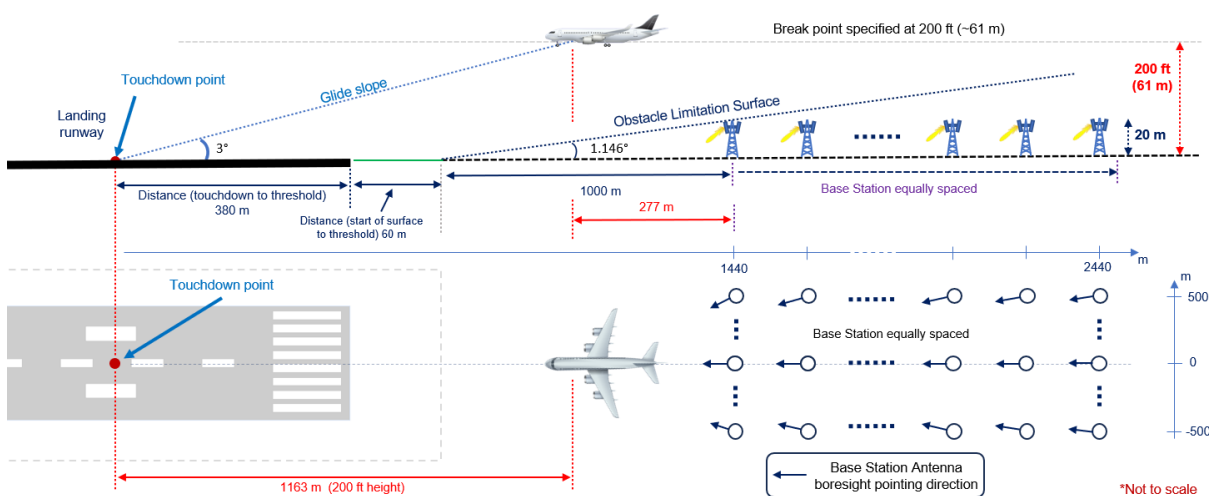 Break point specified at 200 ft (~61 m)
Touchdown point
Glide slope
200 ft
(61 m)
Landing
runway
Obstacle Limitation Surface
3°
1.146°
20 m
Distance (touchdown to threshold)
380 m
Distance (start of surface
to threshold) 60 m
1000 m
Base Station equally spaced
277 m
1440
2440
m
m
Touchdown point
500
Base Station equally spaced
0
-500
1163 m (200 ft height)
Base Station Antenna
boresight pointing direction
*Not to scale